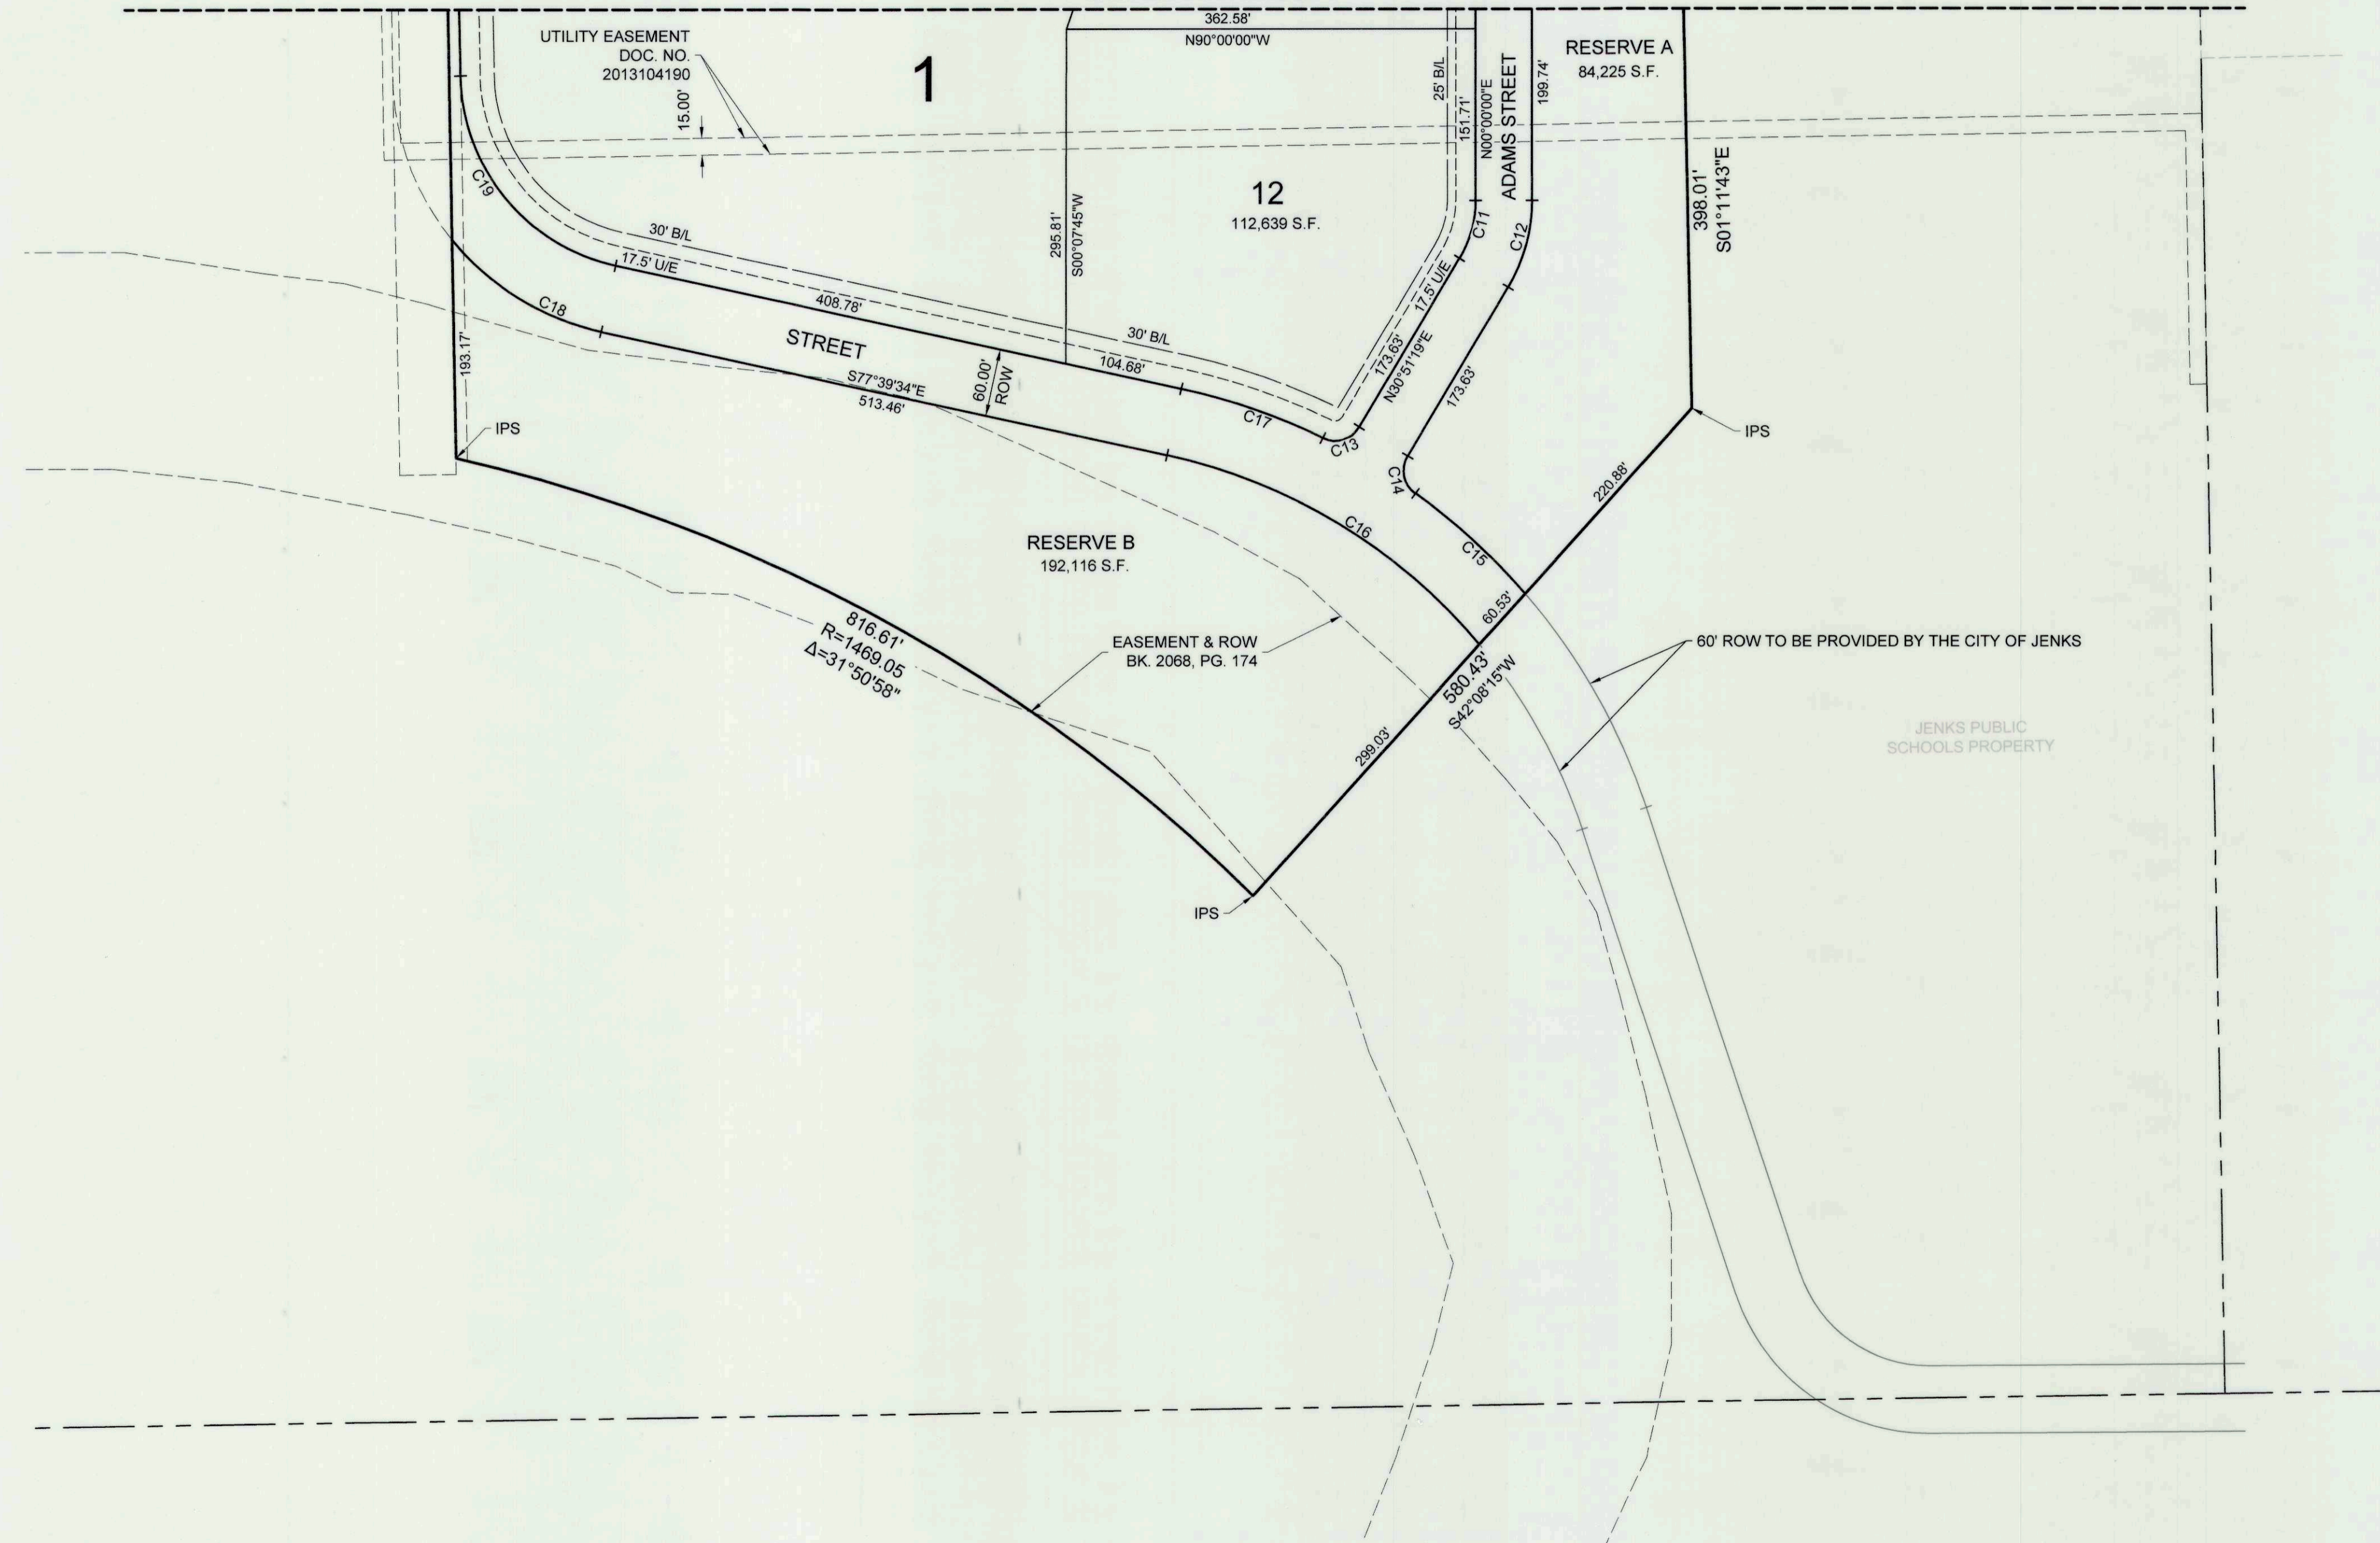 362.58'
N90°00'00"W
UTILITY EASEMENT
DOC. NO.
2013104190
15.00'
1
25' B/L
151.71'
N00°00'00"E
ADAMS STREET
199.74'
RESERVE A
84,225 S.F.
398.01'
S01°11'43"E
C19
12
112,639 S.F.
295.81'
S00°07'45"W
C11
C12
30' B/L
17.5' U/E
17.5' U/E
408.78'
C18
193.17'
STREET
30' B/L
104.68'
60.00'
ROW
S77°39'34"E
513.46'
173.63'
N30°51'19"E
173.63'
C17
C13
IPS
IPS
C14
220.88'
C16
C15
RESERVE B
192,116 S.F.
60.53'
816.61'
R=1469.05
Δ=31°50'58"
EASEMENT & ROW
BK. 2068, PG. 174
60' ROW TO BE PROVIDED BY THE CITY OF JENKS
580.43'
S42°08'15"W
299.03'
JENKS PUBLIC
SCHOOLS PROPERTY
IPS